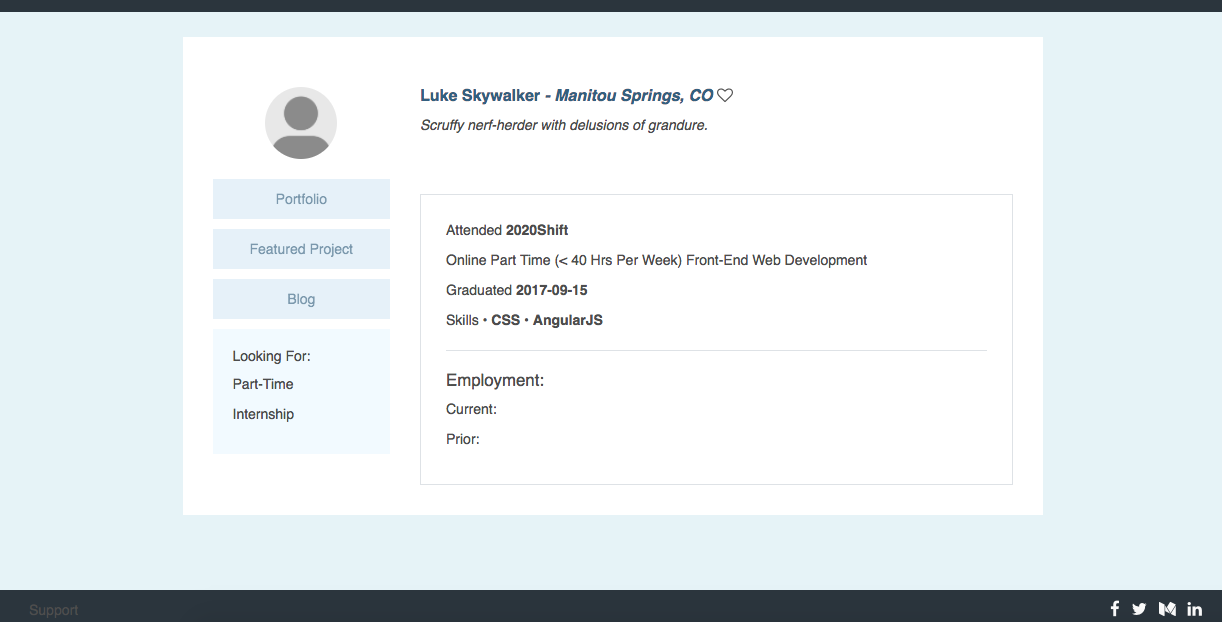 Luke Skywalker - Manitou Springs, CO
Scruffy nerf-herder with delusions of grandure.
Portfolio
Featured Project
Blog
Looking For:
Part-Time
Internship
Attended 2020Shift
Online Part Time (< 40 Hrs Per Week) Front-End Web Development
Graduated 2017-09-15
Skills • CSS • AngularJS
Employment:
Current:
Prior:
Support